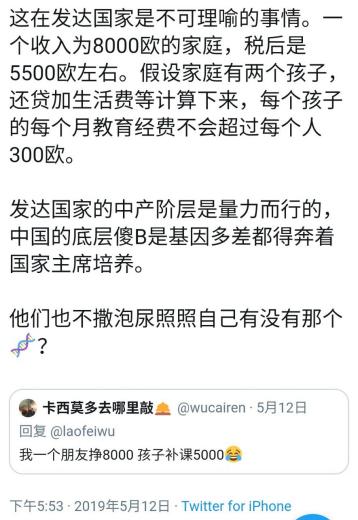 这在发达国家是不可理喻的事情。一
个收入为8000欧的家庭，税后是
5500欧左右。假设家庭有两个孩子，
还贷加生活费等计算下来，每个孩子
的每个月教育经费不会超过每个人
300欧。
发达国家的中产阶层是量力而行的，
中国的底层傻B是基因多差都得奔着
国家主席培养。
他们也不撒泡尿照照自己有没有那个
🧬？
卡西莫多去哪里敲🛎️ @wucairen · 5月12日
回复 @laofeiwu
我一个朋友挣8000 孩子补课5000😂
下午5:53 · 2019年5月12日 · Twitter for iPhone